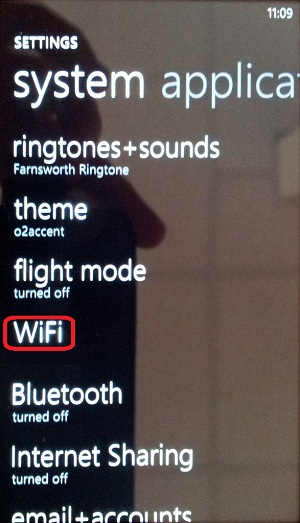 11:09
SETTINGS
system applica
ringtones+sounds
Farnsworth Ringtone
theme
o2accent
flight mode
turned off
WiFi
Bluetooth
turned off
Internet Sharing
turned off
email+accounts